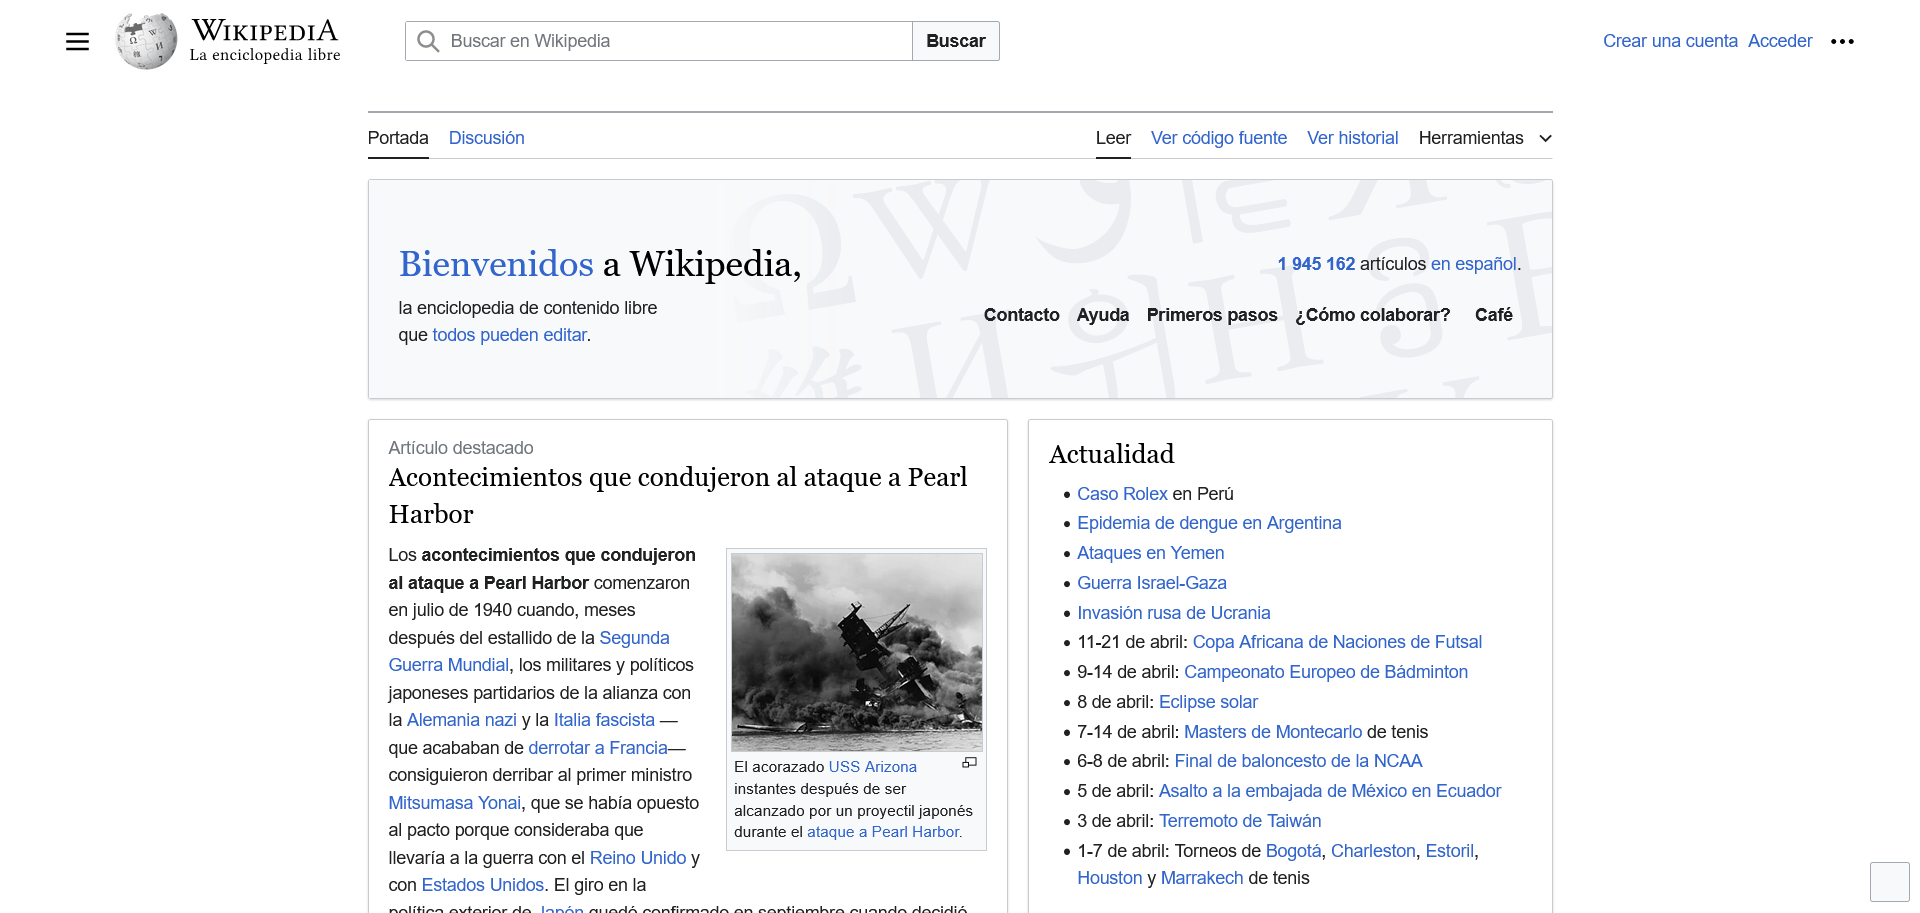 WIKIPEDIA
La enciclopedia libre
Buscar en Wikipedia
Buscar
Crear una cuenta Acceder
Portada Discusión
Leer Ver código fuente Ver historial Herramientas
Bienvenidos a Wikipedia,
la enciclopedia de contenido libre
que todos pueden editar.
1 945 162 artículos en español.
Contacto Ayuda Primeros pasos ¿Cómo colaborar? Café
Artículo destacado
Acontecimientos que condujeron al ataque a Pearl
Harbor
Los acontecimientos que condujeron
al ataque a Pearl Harbor comenzaron
en julio de 1940 cuando, meses
después del estallido de la Segunda
Guerra Mundial, los militares y políticos
japoneses partidarios de la alianza con
la Alemania nazi y la Italia fascista —
que acababan de derrotar a Francia—
consiguieron derribar al primer ministro
Mitsumasa Yonai, que se había opuesto
al pacto porque consideraba que
llevaría a la guerra con el Reino Unido y
con Estados Unidos. El giro en la
política exterior de Japón quedó confirmado en septiembre cuando decidió
El acorazado USS Arizona
instantes después de ser
alcanzado por un proyectil japonés
durante el ataque a Pearl Harbor.
Actualidad
• Caso Rolex en Perú
• Epidemia de dengue en Argentina
• Ataques en Yemen
• Guerra Israel-Gaza
• Invasión rusa de Ucrania
• 11-21 de abril: Copa Africana de Naciones de Futsal
• 9-14 de abril: Campeonato Europeo de Bádminton
• 8 de abril: Eclipse solar
• 7-14 de abril: Masters de Montecarlo de tenis
• 6-8 de abril: Final de baloncesto de la NCAA
• 5 de abril: Asalto a la embajada de México en Ecuador
• 3 de abril: Terremoto de Taiwán
• 1-7 de abril: Torneos de Bogotá, Charleston, Estoril,
Houston y Marrakech de tenis